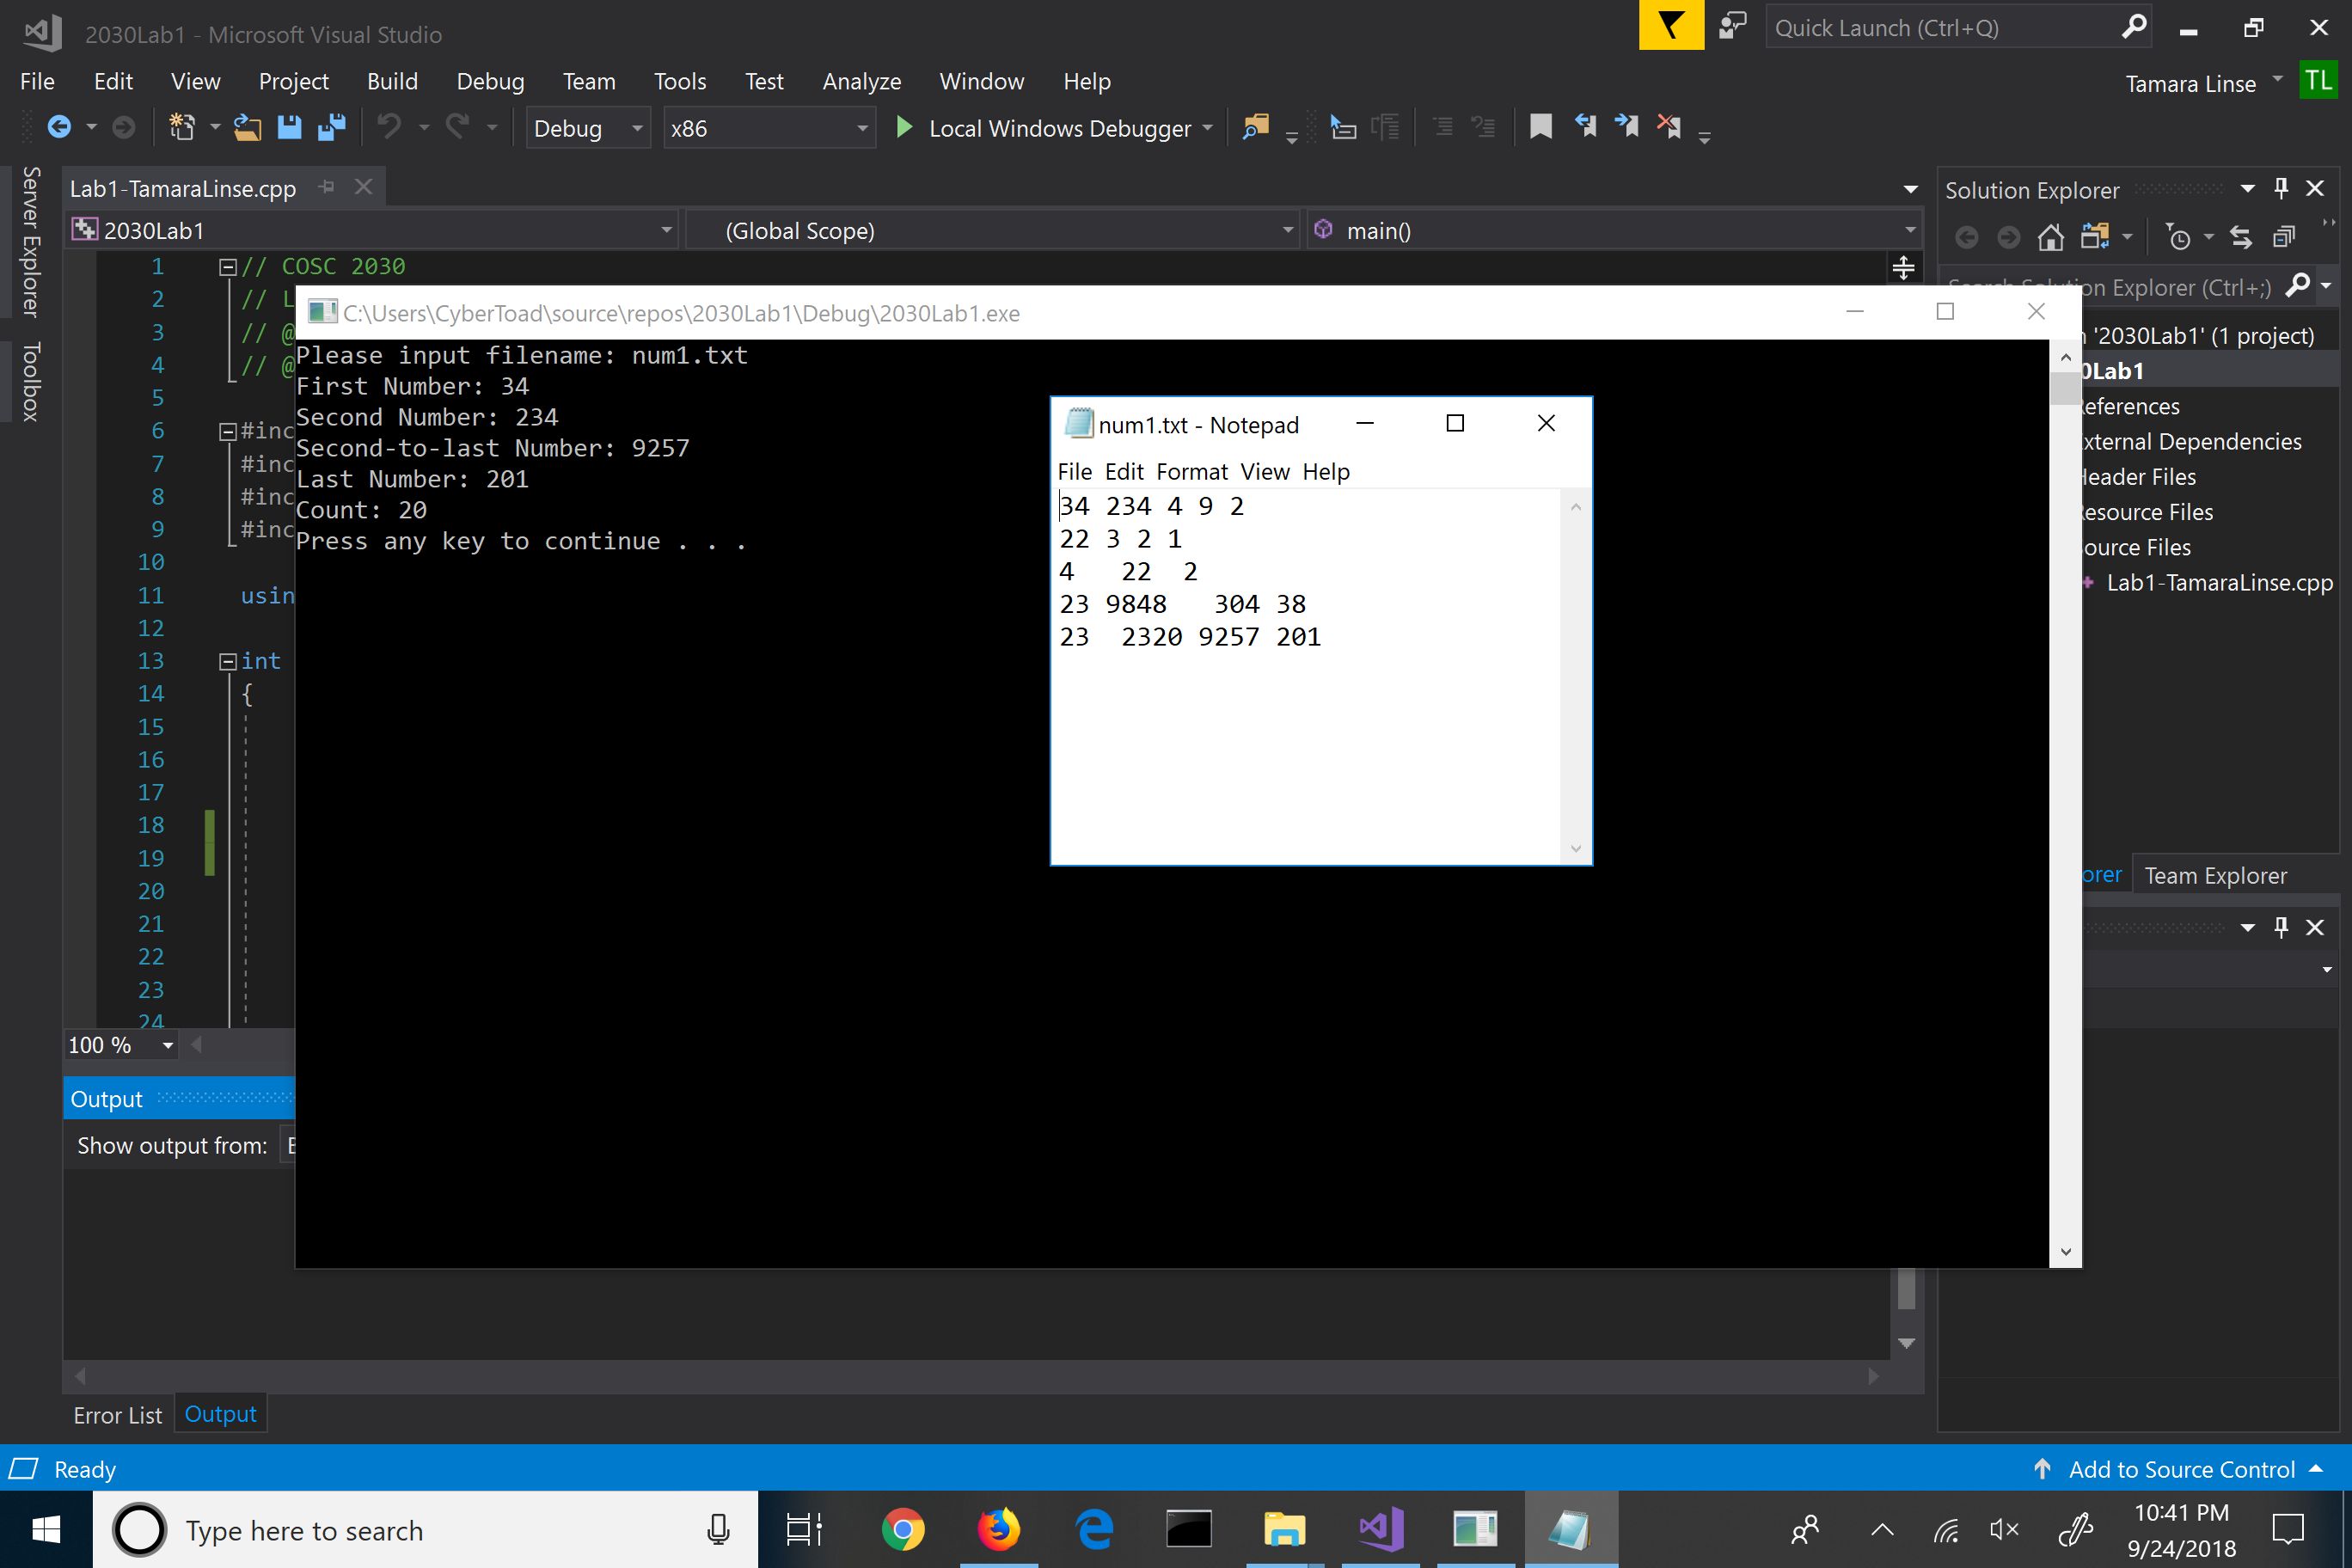 2030Lab1 - Microsoft Visual Studio
Quick Launch (Ctrl+Q)
File Edit View Project Build Debug Team Tools Test Analyze Window Help
Tamara Linse TL
Debug x86 Local Windows Debugger
Server Explorer
Toolbox
Lab1-TamaraLinse.cpp
2030Lab1 (Global Scope) main()
1 // COSC 2030
2 // L
3 // @
4 // @
5
6 #inc
7 #inc
8 #inc
9 #inc
10
11 usin
12
13 int
14 {
15
16
17
18
19
20
21
22
23
24
100 %
C:\Users\CyberToad\source\repos\2030Lab1\Debug\2030Lab1.exe
Please input filename: num1.txt
First Number: 34
Second Number: 234
Second-to-last Number: 9257
Last Number: 201
Count: 20
Press any key to continue . . .
num1.txt - Notepad
File Edit Format View Help
34 234 4 9 2
22 3 2 1
4   22  2
23 9848   304 38
23  2320 9257 201
Solution Explorer
Search Solution Explorer (Ctrl+;)
'2030Lab1' (1 project)
0Lab1
References
External Dependencies
Header Files
Resource Files
Source Files
Lab1-TamaraLinse.cpp
orer Team Explorer
Output
Show output from:
Error List Output
Ready
Add to Source Control
Type here to search
10:41 PM
9/24/2018